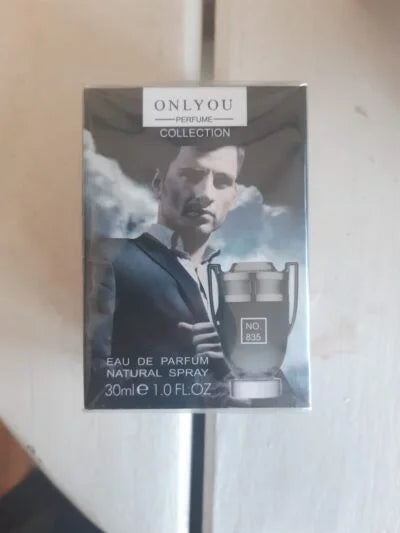 ONLYOU
PERFUME
COLLECTION
NO.
835
EAU DE PARFUM
NATURAL SPRAY
30ml e 1.0 FL.OZ